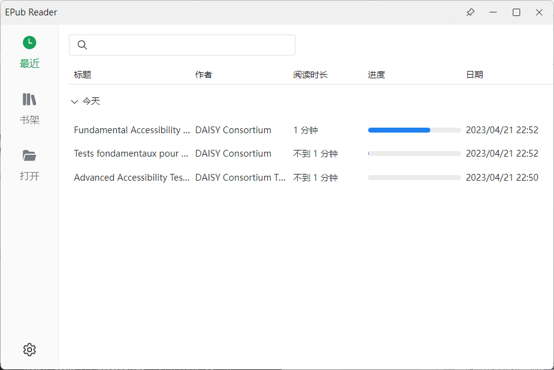 EPub Reader
最近
书架
打开
标题 作者 阅读时长 进度 日期
今天
Fundamental Accessibility ... DAISY Consortium 1 分钟 2023/04/21 22:52
Tests fondamentaux pour ... DAISY Consortium 不到 1 分钟 2023/04/21 22:52
Advanced Accessibility Tes... DAISY Consortium T... 不到 1 分钟 2023/04/21 22:50